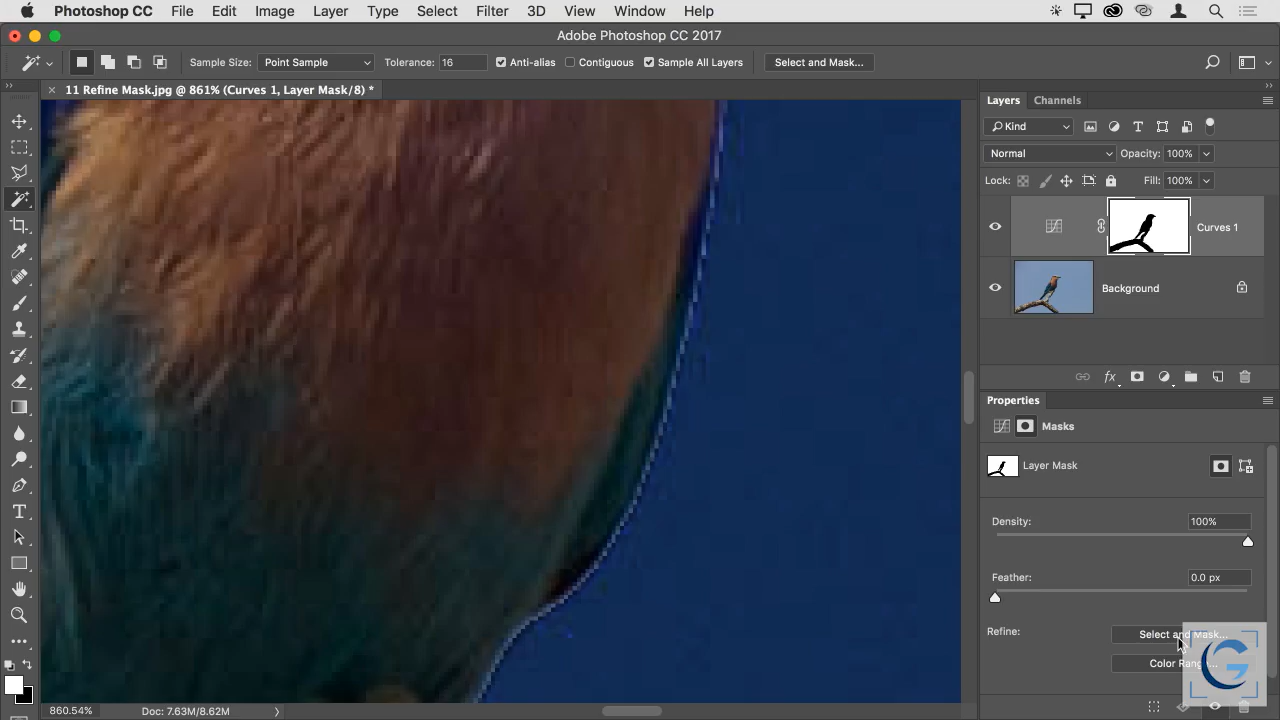 Photoshop CC File Edit Image Layer Type Select Filter 3D View Window Help
Adobe Photoshop CC 2017
Sample Size: Point Sample Tolerance: 16 Anti-alias Contiguous Sample All Layers Select and Mask...
11 Refine Mask.jpg @ 861% (Curves 1, Layer Mask/8) *
Layers Channels
Kind
Normal Opacity: 100%
Lock: Fill: 100%
Curves 1
Background
fx
Properties
Masks
Layer Mask
Density: 100%
Feather: 0.0 px
Refine: Select and Mask...
Color
860.54% Doc: 7.63M/8.62M